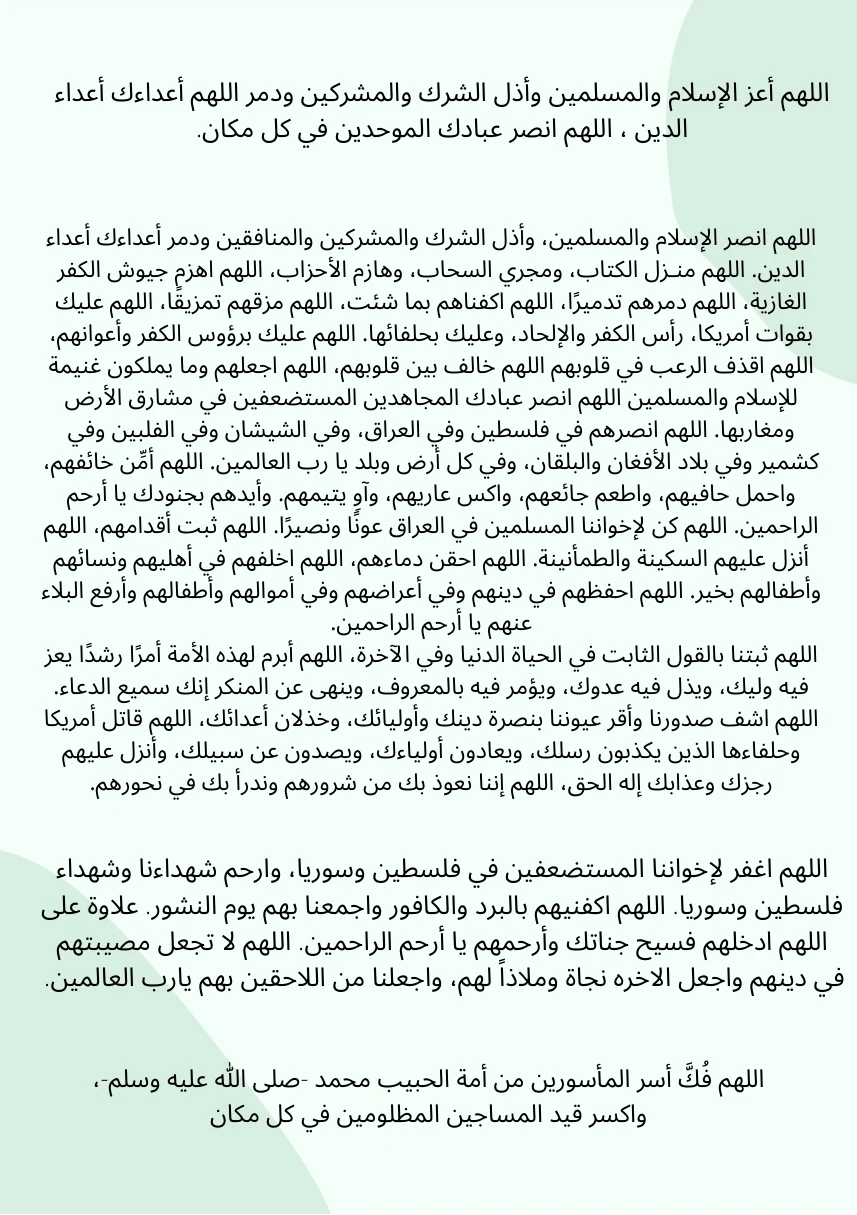 اللهم أعز الإسلام والمسلمين وأذل الشرك والمشركين ودمر اللهم أعداءك أعداء
الدين ، اللهم انصر عبادك الموحدين في كل مكان.
اللهم انصر الإسلام والمسلمين، وأذل الشرك والمشركين والمنافقين ودمر أعداءك أعداء
الدين. اللهم منـزل الكتاب، ومجري السحاب، وهازم الأحزاب، اللهم اهزم جيوش الكفر
الغازية، اللهم دمرهم تدميرًا، اللهم اكفناهم بما شئت، اللهم مزقهم تمزيقًا، اللهم عليك
بقوات أمريكا، رأس الكفر والإلحاد، وعليك بحلفائها. اللهم عليك برؤوس الكفر وأعوانهم،
اللهم اقذف الرعب في قلوبهم اللهم خالف بين قلوبهم، اللهم اجعلهم وما يملكون غنيمة
للإسلام والمسلمين اللهم انصر عبادك المجاهدين المستضعفين في مشارق الأرض
ومغاربها. اللهم انصرهم في فلسطين وفي العراق، وفي الشيشان وفي الفلبين وفي
كشمير وفي بلاد الأفغان والبلقان، وفي كل أرض وبلد يا رب العالمين. اللهم أمِّن خائفهم،
واحمل حافيهم، واطعم جائعهم، واكس عاريهم، وآوِ يتيمهم. وأيدهم بجنودك يا أرحم
الراحمين. اللهم كن لإخواننا المسلمين في العراق عونًا ونصيرًا. اللهم ثبت أقدامهم، اللهم
أنزل عليهم السكينة والطمأنينة. اللهم احقن دماءهم، اللهم اخلفهم في أهليهم ونسائهم
وأطفالهم بخير. اللهم احفظهم في دينهم وفي أعراضهم وفي أموالهم وأطفالهم وأرفع البلاء
عنهم يا أرحم الراحمين.
اللهم ثبتنا بالقول الثابت في الحياة الدنيا وفي الآخرة، اللهم أبرم لهذه الأمة أمرًا رشدًا يعز
فيه وليك، ويذل فيه عدوك، ويؤمر فيه بالمعروف، وينهى عن المنكر إنك سميع الدعاء.
اللهم اشف صدورنا وأقر عيوننا بنصرة دينك وأوليائك، وخذلان أعدائك، اللهم قاتل أمريكا
وحلفاءها الذين يكذبون رسلك، ويعادون أولياءك، ويصدون عن سبيلك، وأنزل عليهم
رجزك وعذابك إله الحق، اللهم إننا نعوذ بك من شرورهم وندرأ بك في نحورهم.
اللهم اغفر لإخواننا المستضعفين في فلسطين وسوريا، وارحم شهداءنا وشهداء
فلسطين وسوريا. اللهم اكفنيهم بالبرد والكافور واجمعنا بهم يوم النشور. علاوة على
اللهم ادخلهم فسيح جناتك وأرحمهم يا أرحم الراحمين. اللهم لا تجعل مصيبتهم
في دينهم واجعل الاخره نجاة وملاذاً لهم، واجعلنا من اللاحقين بهم يارب العالمين.
اللهم فُكَّ أسر المأسورين من أمة الحبيب محمد -صلى الله عليه وسلم-،
واكسر قيد المساجين المظلومين في كل مكان